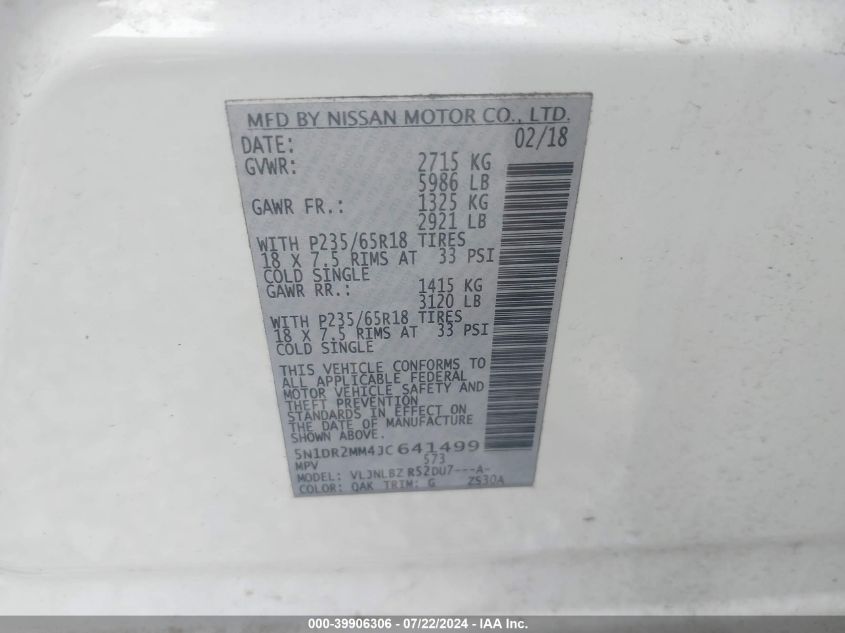 MFD BY NISSAN MOTOR CO., LTD.
DATE: 02/18
GVWR: 2715 KG
5986 LB
GAWR FR.: 1325 KG
2921 LB
WITH P235/65R18 TIRES
18 X 7.5 RIMS AT 33 PSI
COLD SINGLE
GAWR RR.: 1415 KG
3120 LB
WITH P235/65R18 TIRES
18 X 7.5 RIMS AT 33 PSI
COLD SINGLE
THIS VEHICLE CONFORMS TO
ALL APPLICABLE FEDERAL
MOTOR VEHICLE SAFETY AND
THEFT PREVENTION
STANDARDS IN EFFECT ON
THE DATE OF MANUFACTURE
SHOWN ABOVE.
5N1DR2MM4JC641499
MPV 573
MODEL: VLJNLBZ R52DU7---A-
COLOR: QAK TRIM: G ZS30A
000-39906306 - 07/22/2024 - IAA Inc.